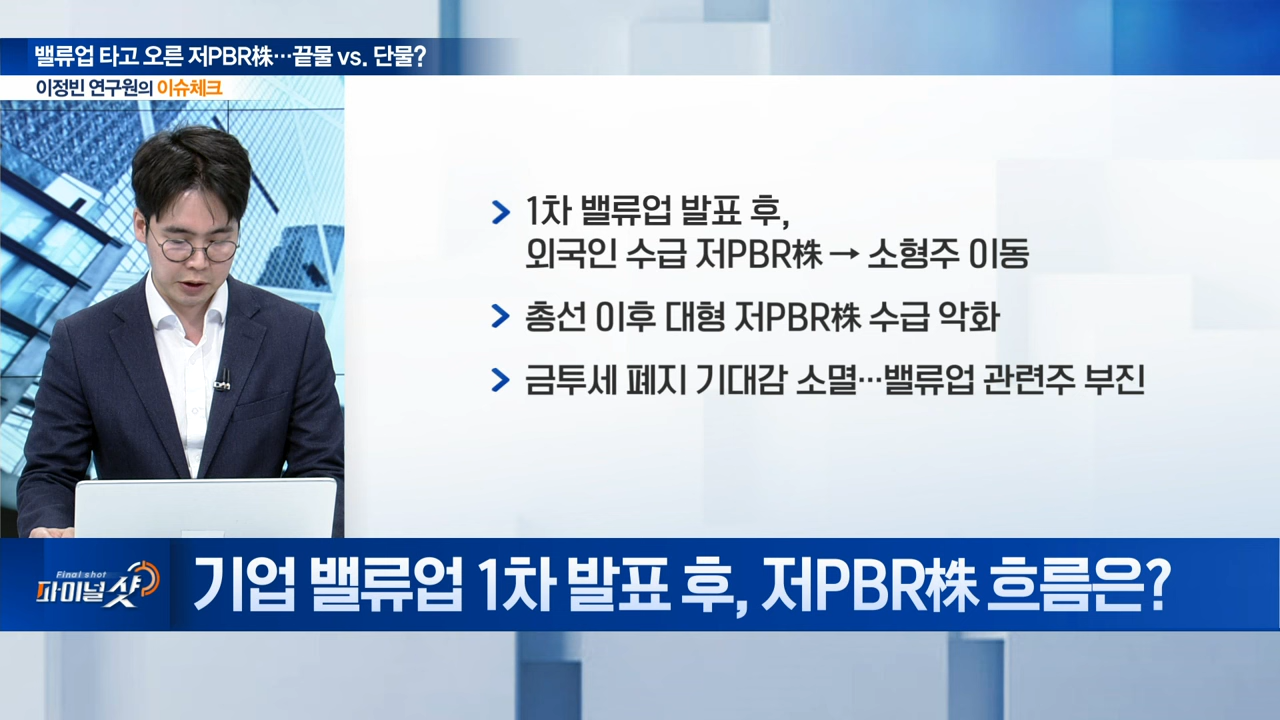 밸류업 타고 오른 저PBR株…끝물 vs. 단물?
이정빈 연구원의 이슈체크
1차 밸류업 발표 후,
외국인 수급 저PBR株 → 소형주 이동
총선 이후 대형 저PBR株 수급 악화
금투세 폐지 기대감 소멸…밸류업 관련주 부진
Final shot
파이널샷
기업 밸류업 1차 발표 후, 저PBR株 흐름은?